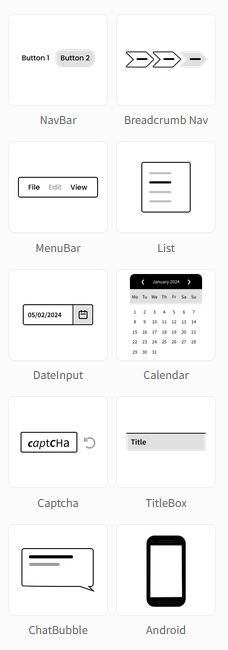 Button 1 Button 2
NavBar
Breadcrumb Nav
File Edit View
MenuBar
List
05/02/2024
DateInput
January 2024
Mo Tu We Th Fr Sa Su
1 2 3 4 5 6 7
8 9 10 11 12 13 14
15 16 17 18 19 20 21
22 23 24 25 26 27 28
29 30 31
Calendar
captcHa
Captcha
Title
TitleBox
ChatBubble
Android